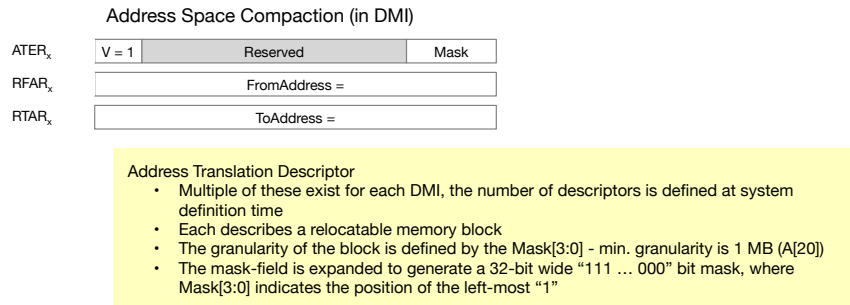 Address Space Compaction (in DMI)
ATERx V = 1 Reserved Mask
RFARx FromAddress =
RTARx ToAddress =
Address Translation Descriptor
• Multiple of these exist for each DMI, the number of descriptors is defined at system
definition time
• Each describes a relocatable memory block
• The granularity of the block is defined by the Mask[3:0] - min. granularity is 1 MB (A[20])
• The mask-field is expanded to generate a 32-bit wide “111 … 000” bit mask, where
Mask[3:0] indicates the position of the left-most “1”